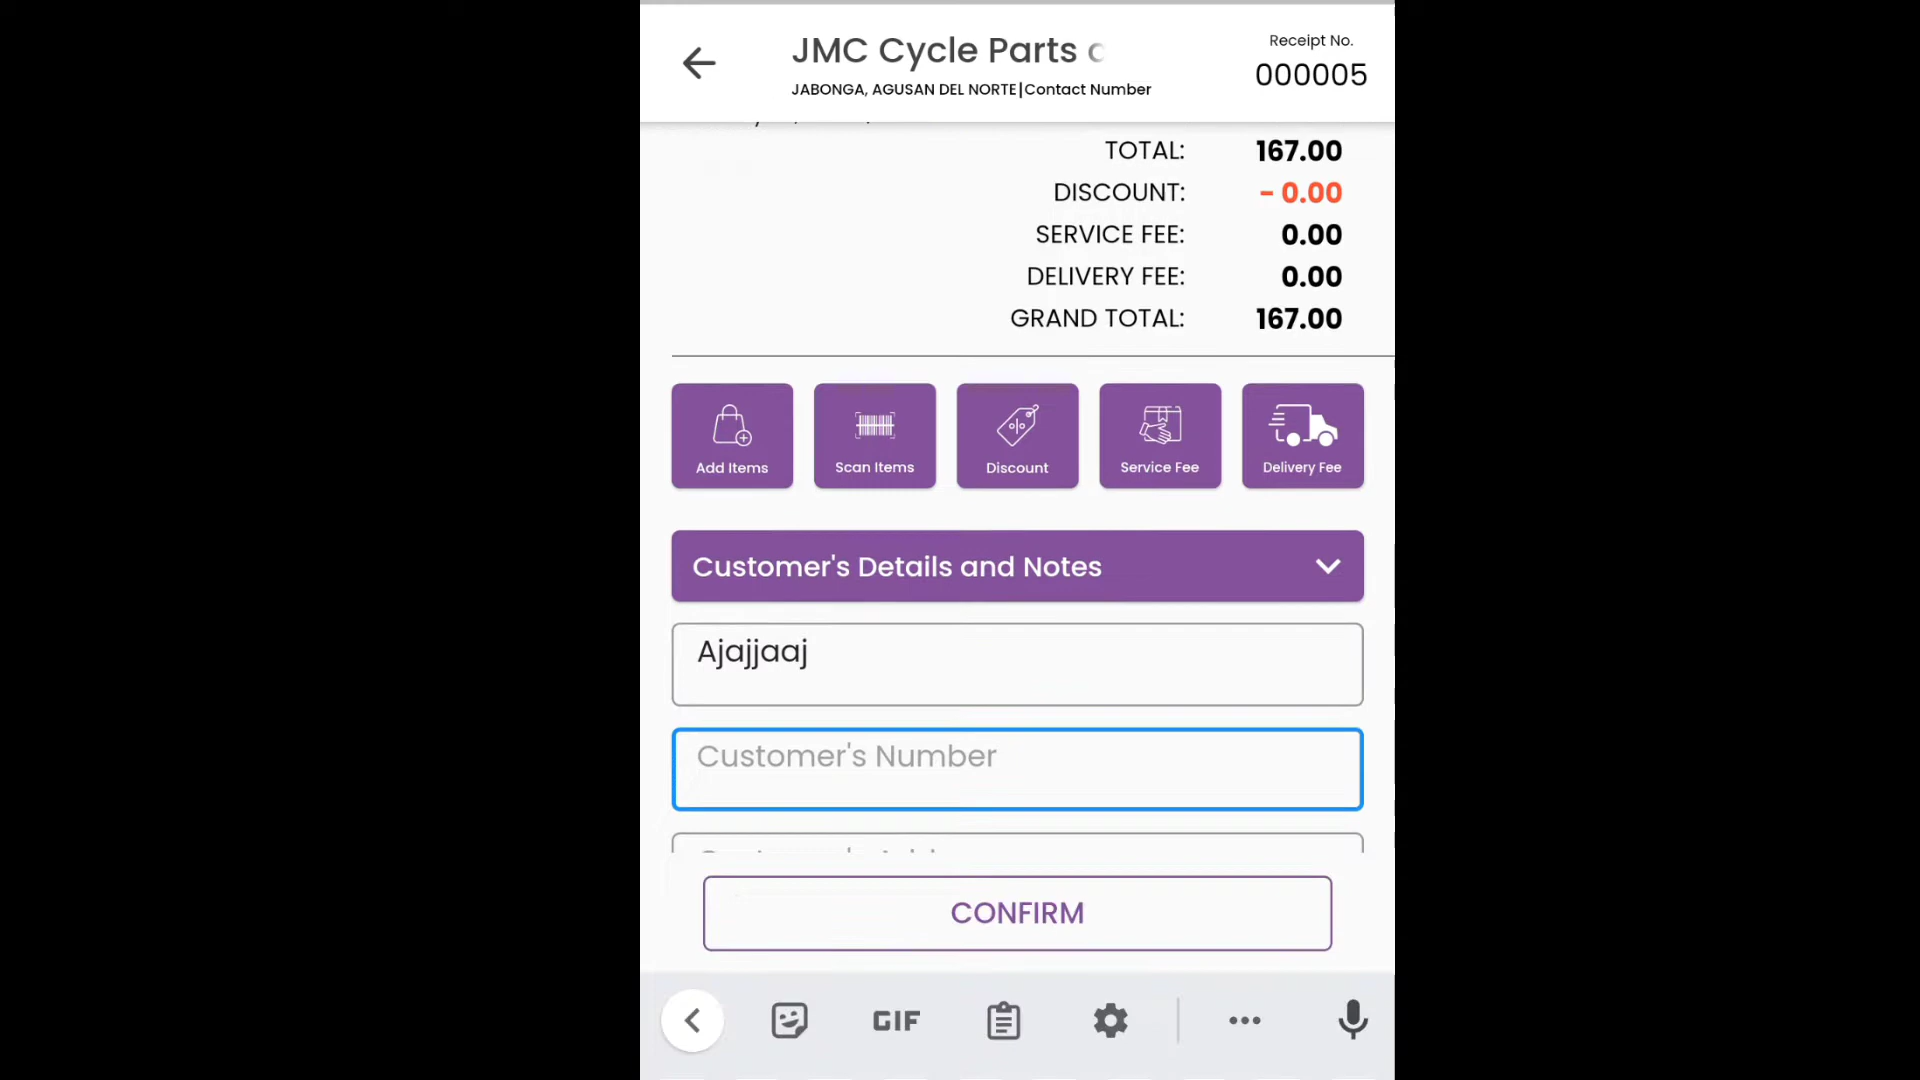 JMC Cycle Parts
Receipt No.
000005
JABONGA, AGUSAN DEL NORTE|Contact Number
TOTAL: 167.00
DISCOUNT: - 0.00
SERVICE FEE: 0.00
DELIVERY FEE: 0.00
GRAND TOTAL: 167.00
Add Items
Scan Items
Discount
Service Fee
Delivery Fee
Customer's Details and Notes
Ajajjaaj
Customer's Number
CONFIRM
GIF